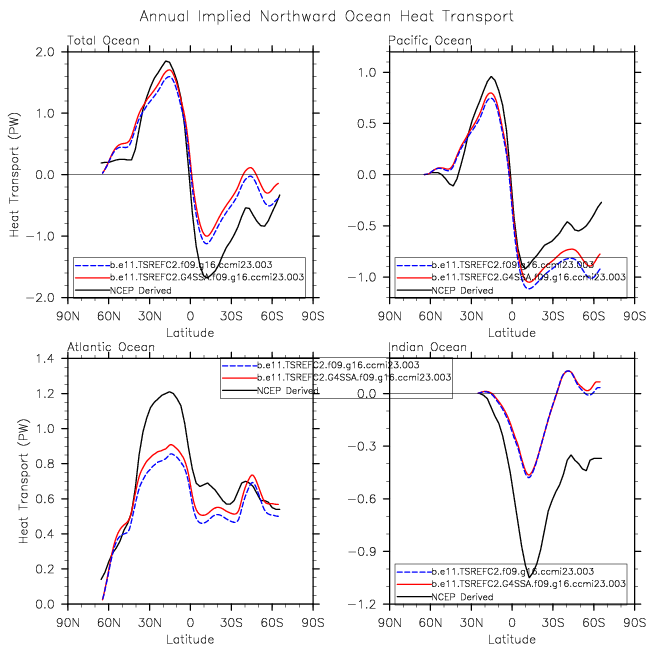 Annual Implied Northward Ocean Heat Transport
Total Ocean
Heat Transport (PW)
2.0
1.0
0.0
−1.0
−2.0
b.e11.TSREFC2.f09.g16.ccmi23.003
b.e11.TSREFC2.G4SSA.f09.g16.ccmi23.003
NCEP Derived
90N 60N 30N 0 30S 60S 90S
Latitude
Pacific Ocean
1.0
0.5
0.0
−0.5
−1.0
b.e11.TSREFC2.f09.g16.ccmi23.003
b.e11.TSREFC2.G4SSA.f09.g16.ccmi23.003
NCEP Derived
90N 60N 30N 0 30S 60S 90S
Latitude
Atlantic Ocean
Heat Transport (PW)
1.4
1.2
1.0
0.8
0.6
0.4
0.2
0.0
b.e11.TSREFC2.f09.g16.ccmi23.003
b.e11.TSREFC2.G4SSA.f09.g16.ccmi23.003
NCEP Derived
90N 60N 30N 0 30S 60S 90S
Latitude
Indian Ocean
0.0
−0.3
−0.6
−0.9
−1.2
b.e11.TSREFC2.f09.g16.ccmi23.003
b.e11.TSREFC2.G4SSA.f09.g16.ccmi23.003
NCEP Derived
90N 60N 30N 0 30S 60S 90S
Latitude